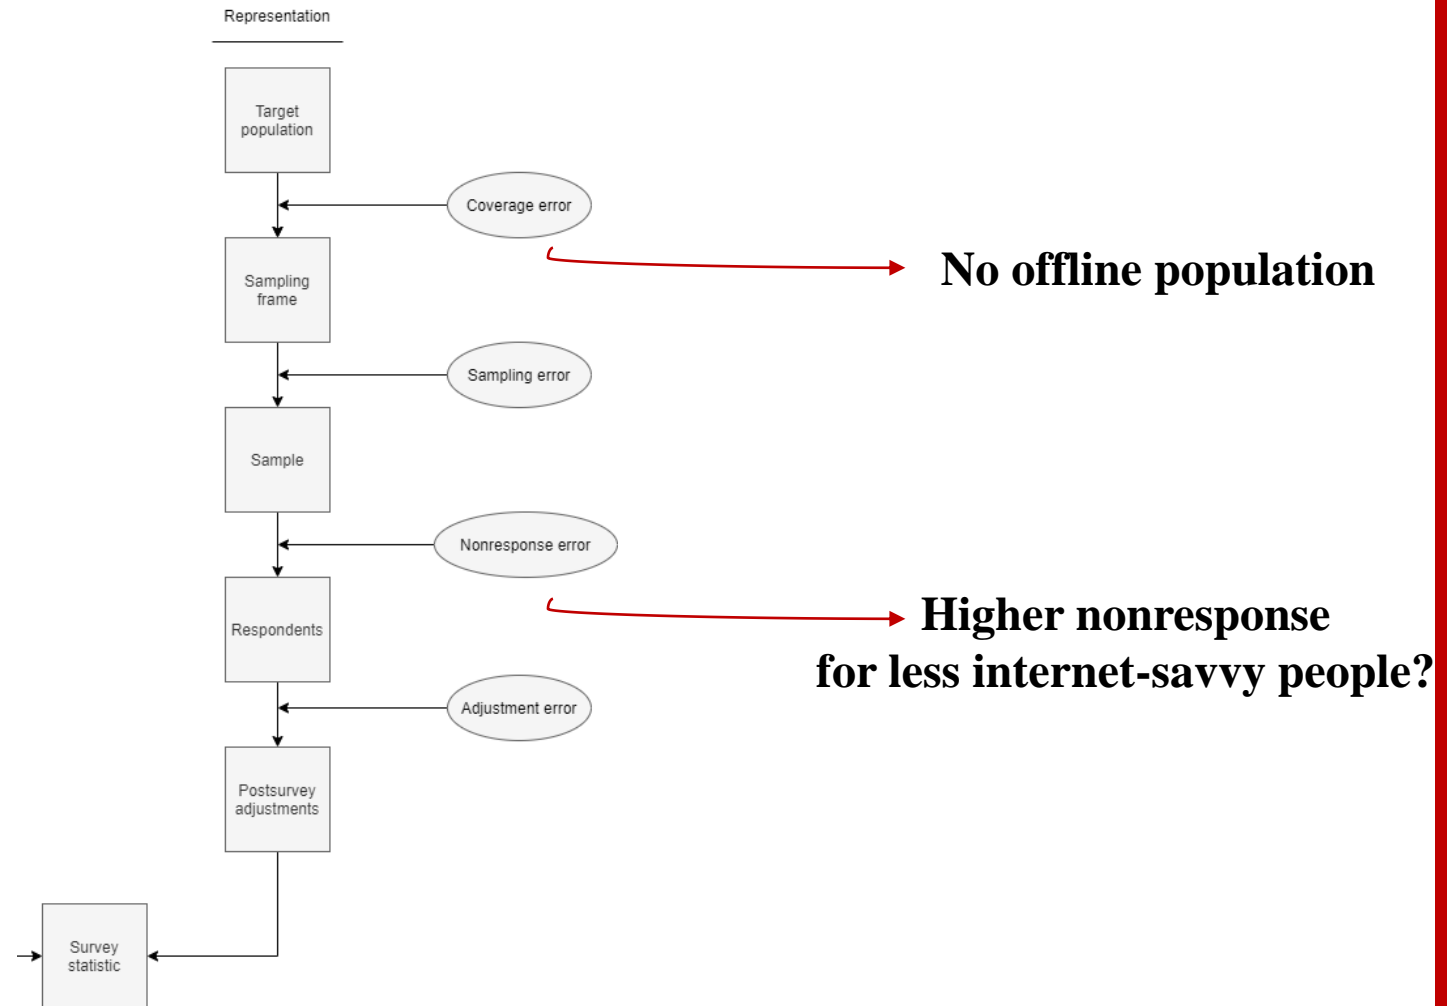 Representation
Target
population
Coverage error
No offline population
Sampling
frame
Sampling error
Sample
Nonresponse error
Higher nonresponse
for less internet-savvy people?
Respondents
Adjustment error
Postsurvey
adjustments
Survey
statistic